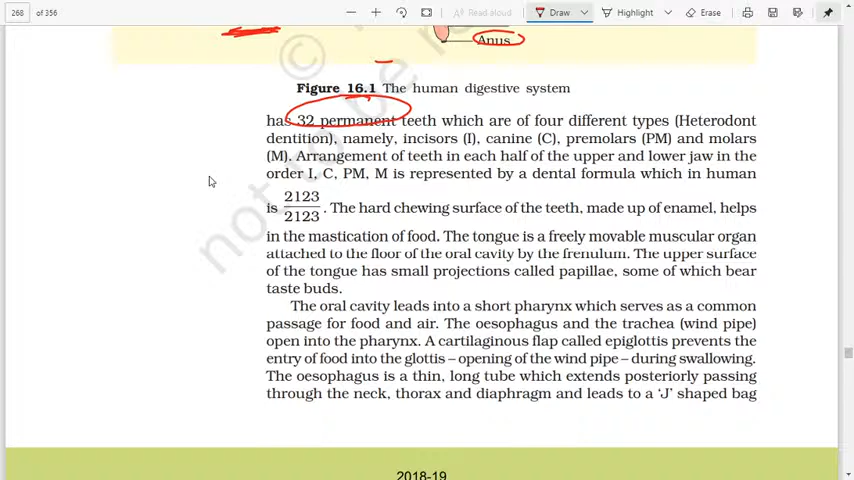 268 of 356
Read aloud
Draw
Highlight
Erase
Anus
Figure 16.1 The human digestive system
has 32 permanent teeth which are of four different types (Heterodont
dentition), namely, incisors (I), canine (C), premolars (PM) and molars
(M). Arrangement of teeth in each half of the upper and lower jaw in the
order I, C, PM, M is represented by a dental formula which in human
is 2123/2123 . The hard chewing surface of the teeth, made up of enamel, helps
in the mastication of food. The tongue is a freely movable muscular organ
attached to the floor of the oral cavity by the frenulum. The upper surface
of the tongue has small projections called papillae, some of which bear
taste buds.
The oral cavity leads into a short pharynx which serves as a common
passage for food and air. The oesophagus and the trachea (wind pipe)
open into the pharynx. A cartilaginous flap called epiglottis prevents the
entry of food into the glottis – opening of the wind pipe – during swallowing.
The oesophagus is a thin, long tube which extends posteriorly passing
through the neck, thorax and diaphragm and leads to a ‘J’ shaped bag
2018-19
not to be re
©